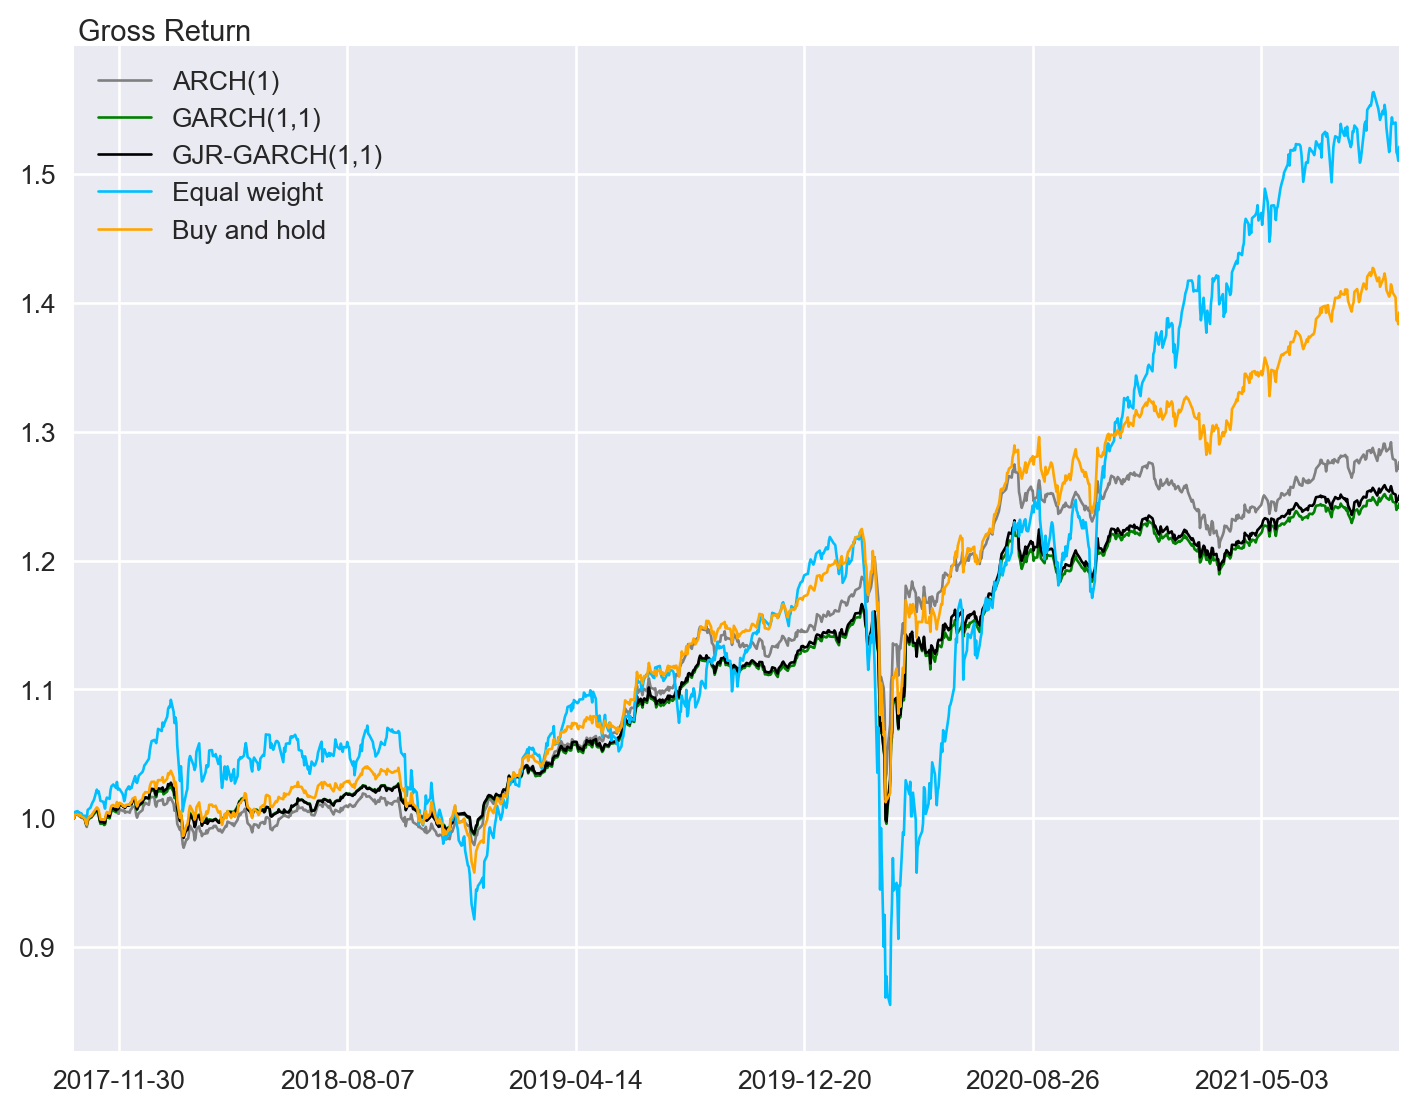 Gross Return
ARCH(1)
GARCH(1,1)
GJR-GARCH(1,1)
Equal weight
Buy and hold
1.5
1.4
1.3
1.2
1.1
1.0
0.9
2017-11-30 2018-08-07 2019-04-14 2019-12-20 2020-08-26 2021-05-03